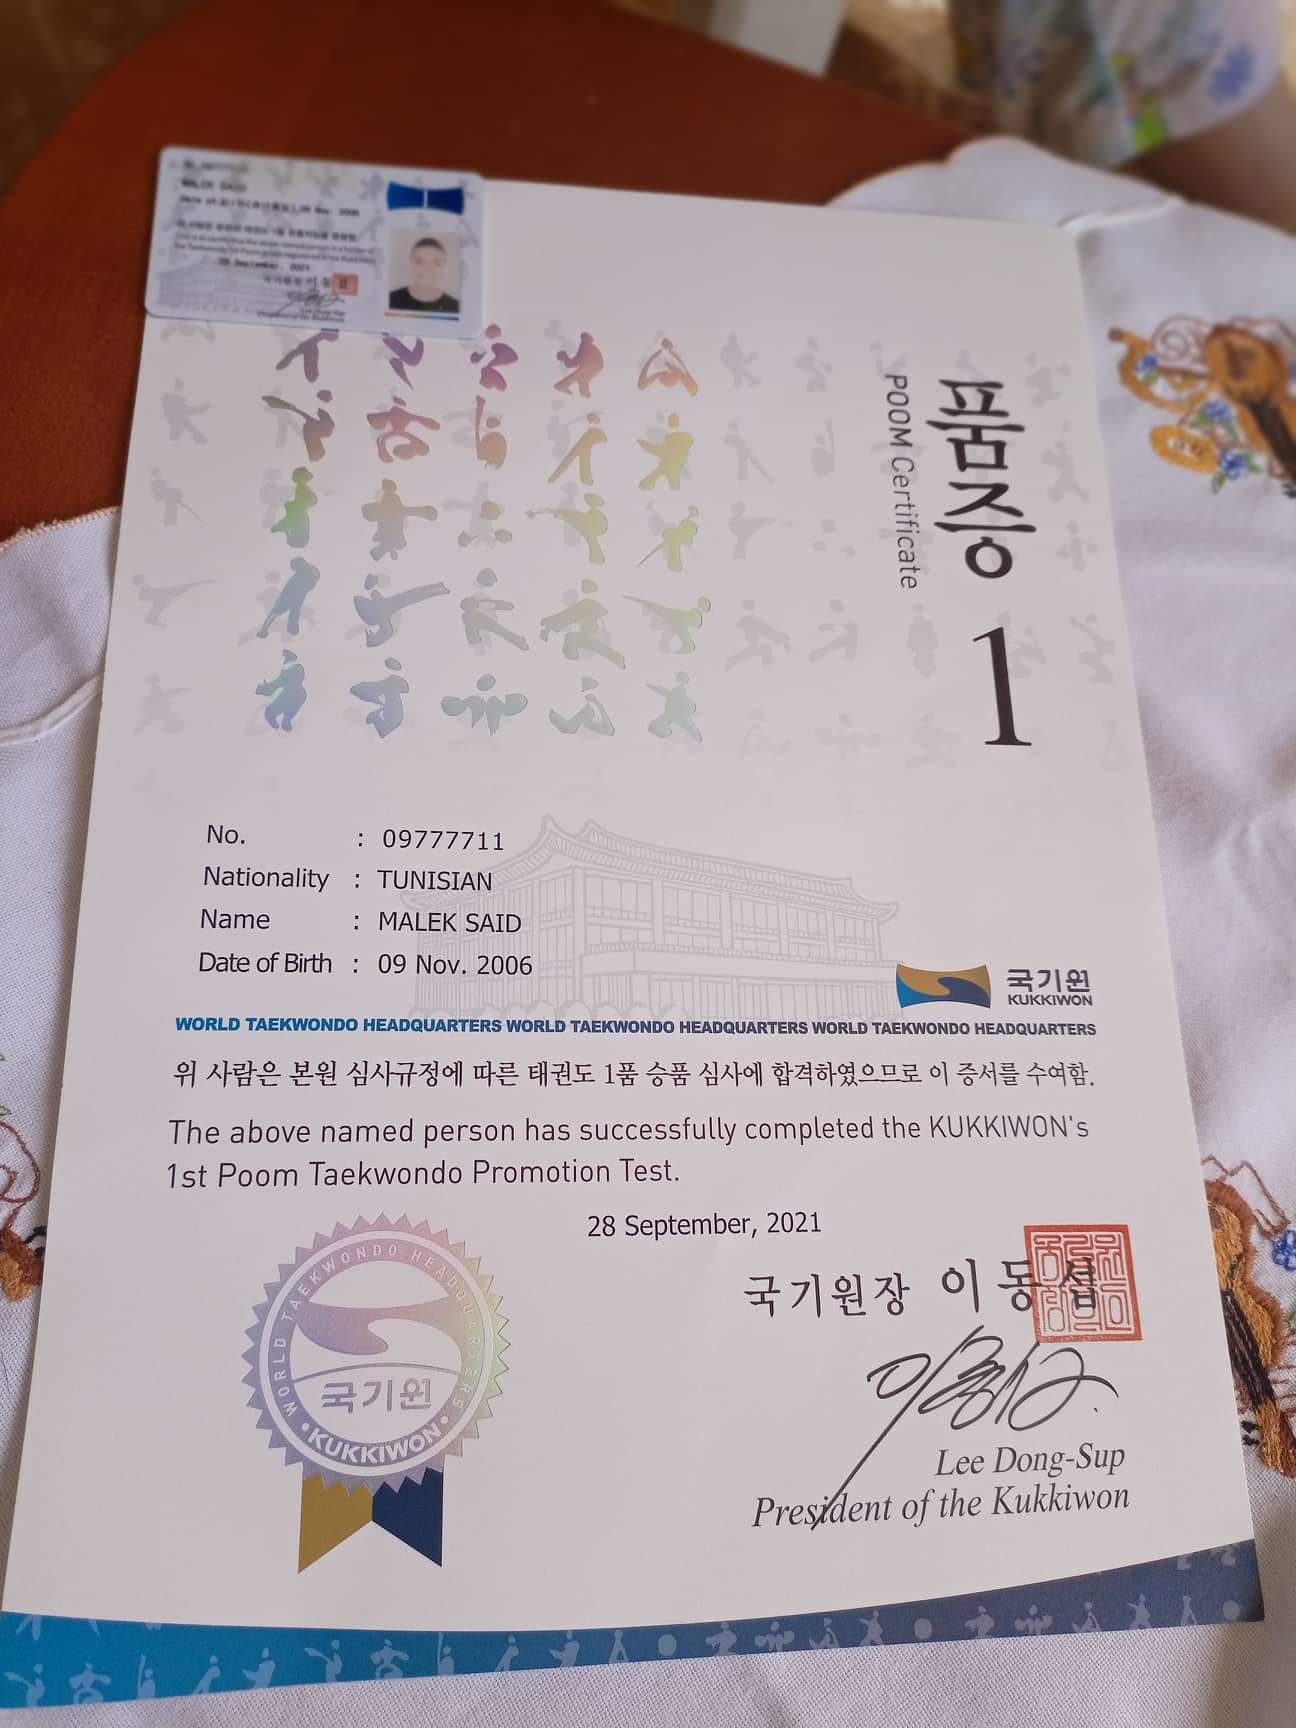 MALEK SAID
28 September, 2021
품증 1
POOM Certificate
No. : 09777711
Nationality : TUNISIAN
Name : MALEK SAID
Date of Birth : 09 Nov. 2006
국기원
KUKKIWON
WORLD TAEKWONDO HEADQUARTERS WORLD TAEKWONDO HEADQUARTERS WORLD TAEKWONDO HEADQUARTERS
위 사람은 본원 심사규정에 따른 태권도 1품 승품 심사에 합격하였으므로 이 증서를 수여함.
The above named person has successfully completed the KUKKIWON's
1st Poom Taekwondo Promotion Test.
28 September, 2021
국기원장 이동섭
Lee Dong-Sup
President of the Kukkiwon
WORLD TAEKWONDO HEADQUARTERS
국기원
KUKKIWON